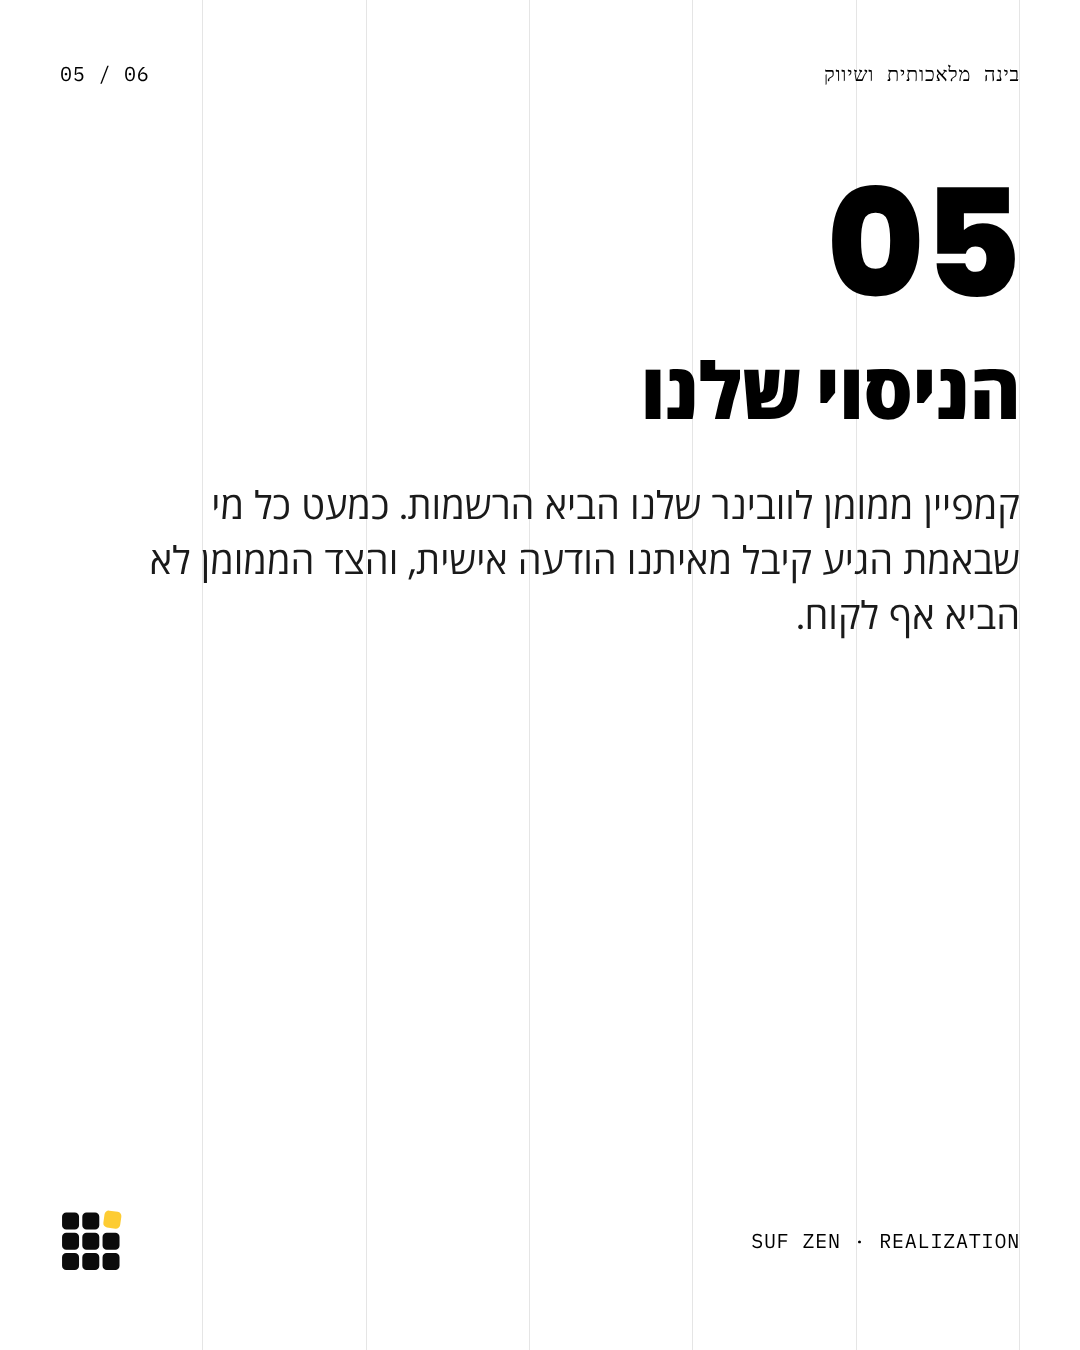 בינה מלאכותית ושיווק
05 / 06
05
הניסוי שלנו
קמפיין ממומן לוובינר שלנו הביא הרשמות. כמעט כל מי
שבאמת הגיע קיבל מאיתנו הודעה אישית, והצד הממומן לא
הביא אף לקוח.
SUF ZEN · REALIZATION